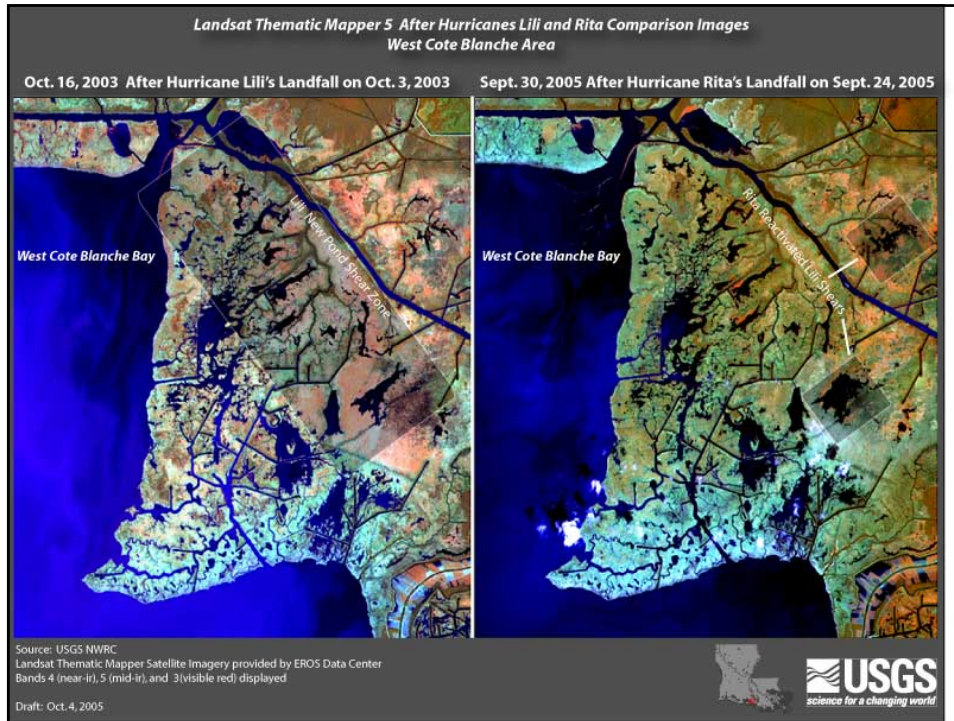 Landsat Thematic Mapper 5 After Hurricanes Lili and Rita Comparison Images
West Cote Blanche Area
Oct. 16, 2003 After Hurricane Lili's Landfall on Oct. 3, 2003
Sept. 30, 2005 After Hurricane Rita's Landfall on Sept. 24, 2005
West Cote Blanche Bay
Lili: New Pond Shear Zone
West Cote Blanche Bay
Rita Reactivated Lili Shears
Source: USGS NWRC
Landsat Thematic Mapper Satellite Imagery provided by EROS Data Center
Bands 4 (near-ir), 5 (mid-ir), and 3(visible red) displayed
Draft: Oct. 4, 2005
USGS
science for a changing world